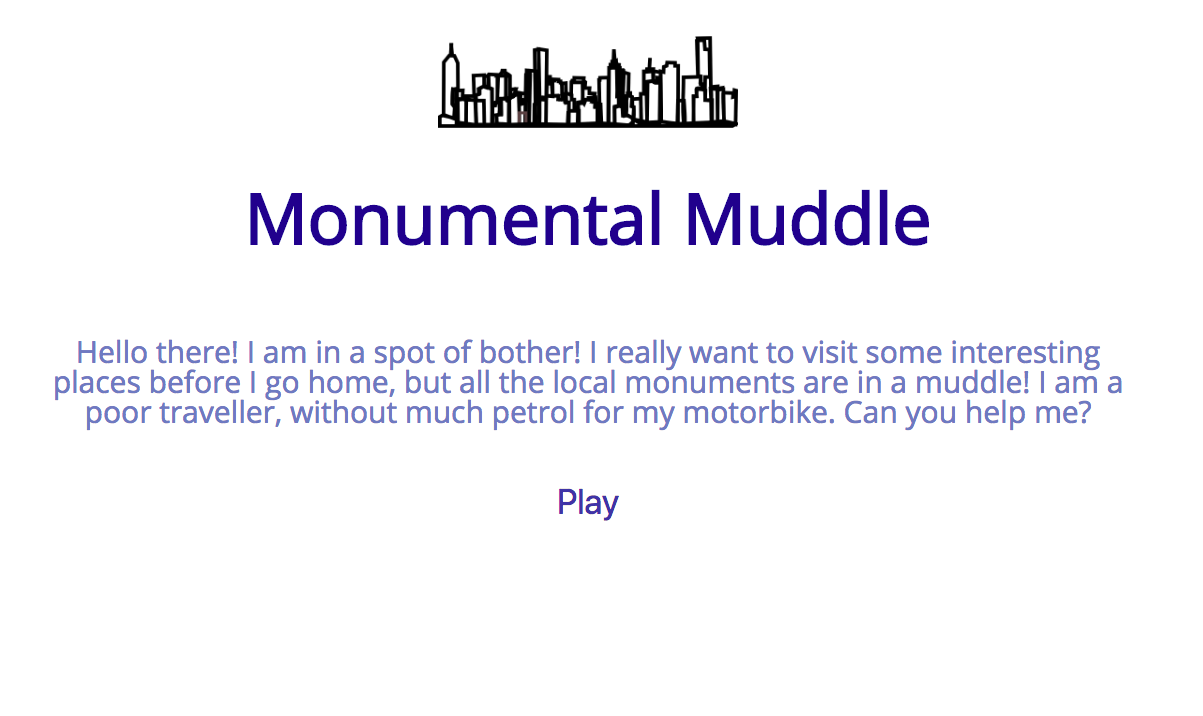 Monumental Muddle
Hello there! I am in a spot of bother! I really want to visit some interesting
places before I go home, but all the local monuments are in a muddle! I am a
poor traveller, without much petrol for my motorbike. Can you help me?
Play